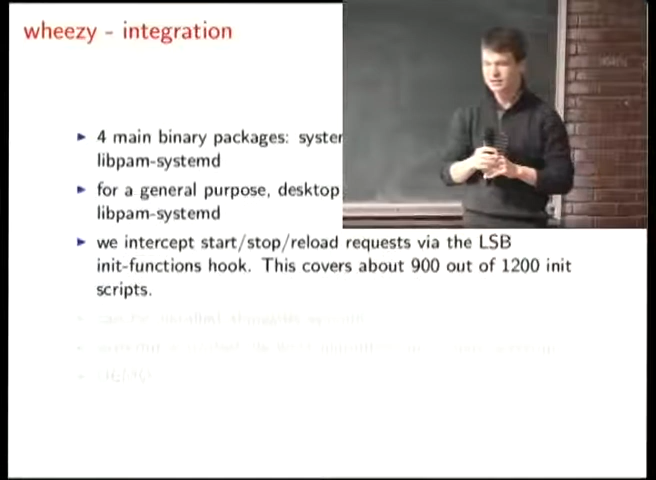 wheezy - integration
▶ 4 main binary packages: system
libpam-systemd
▶ for a general purpose, desktop
libpam-systemd
▶ we intercept start/stop/reload requests via the LSB
init-functions hook. This covers about 900 out of 1200 init
scripts.